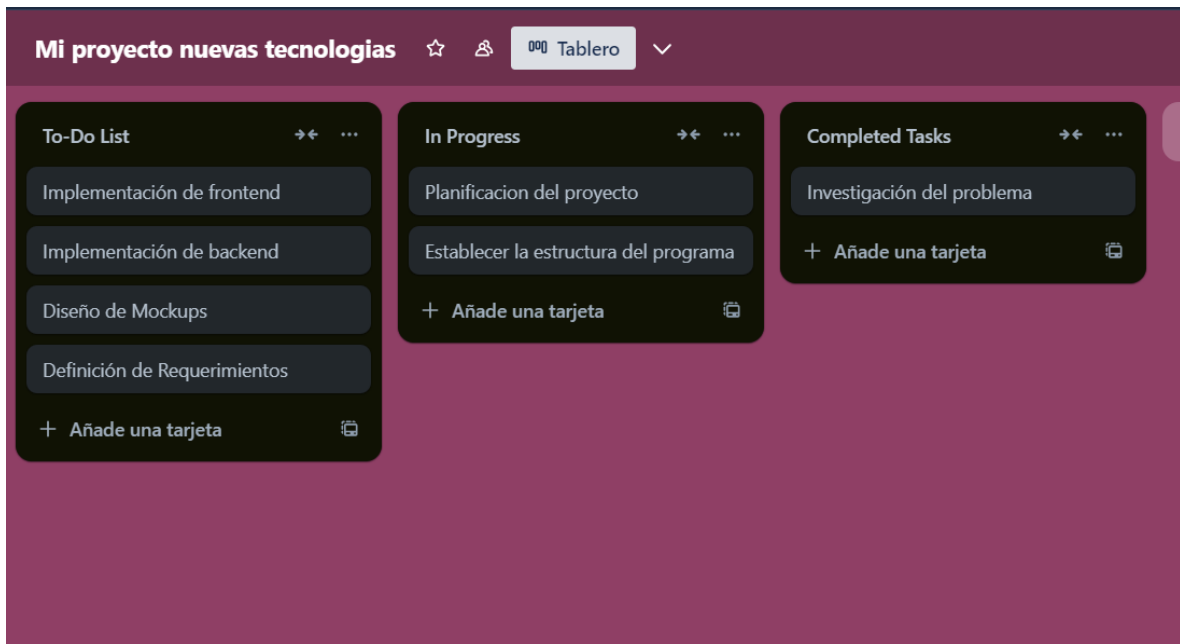 Mi proyecto nuevas tecnologias
Tablero
To-Do List
Implementación de frontend
Implementación de backend
Diseño de Mockups
Definición de Requerimientos
Añade una tarjeta
In Progress
Planificacion del proyecto
Establecer la estructura del programa
Añade una tarjeta
Completed Tasks
Investigación del problema
Añade una tarjeta